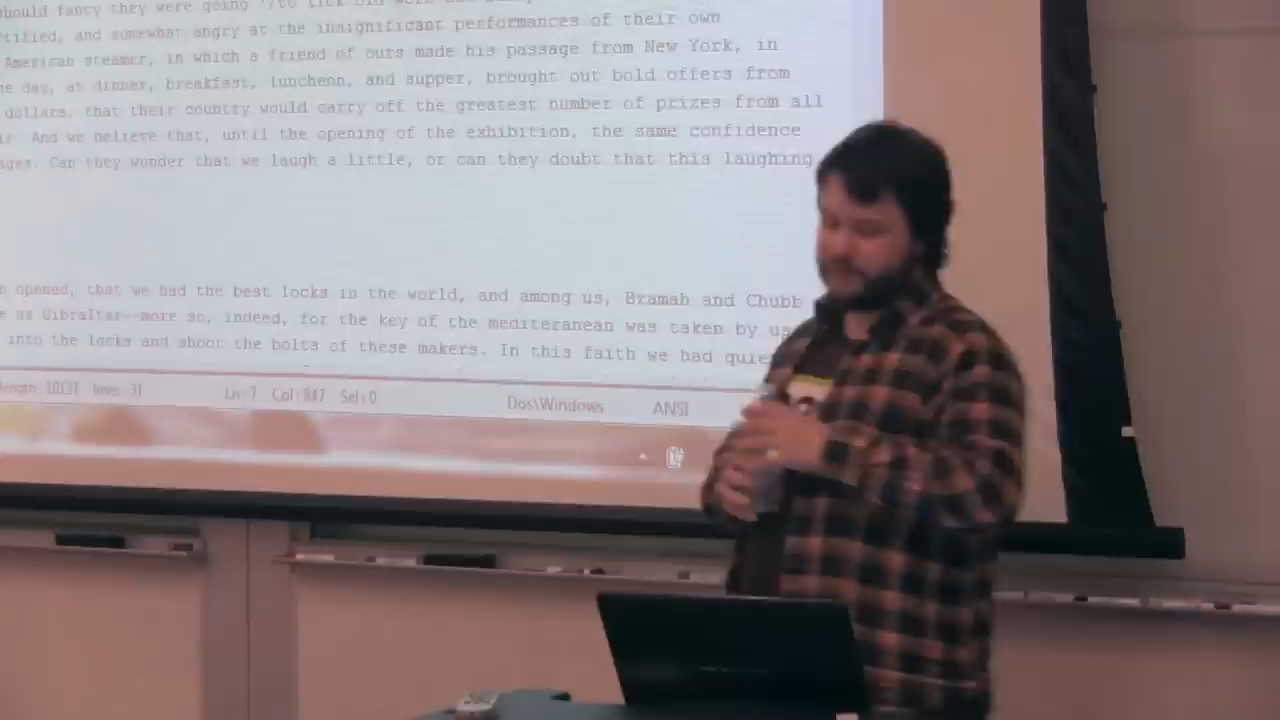 should fancy they were going '/to
and somewhat angry at the insignificant performances of their own
American steamer, in which a friend of ours made his passage from New York, in
day, at dinner, breakfast, luncheon, and supper, brought out bold offers from
dollars, that their country would carry off the greatest number of prizes from all
And we believe that, until the opening of the exhibition, the same confidence
Can they wonder that we laugh a little, or can they doubt that this laughing
opened, that we had the best locks in the world, and among us, Bramah and Chubb
as Gibraltar--more so, indeed, for the key of the mediteranean was taken by us
into the locks and shoot the bolts of these makers. In this faith we had quie
length : 10137 lines : 31 Ln : 7 Col : 847 Sel : 0 Dos\Windows ANSI